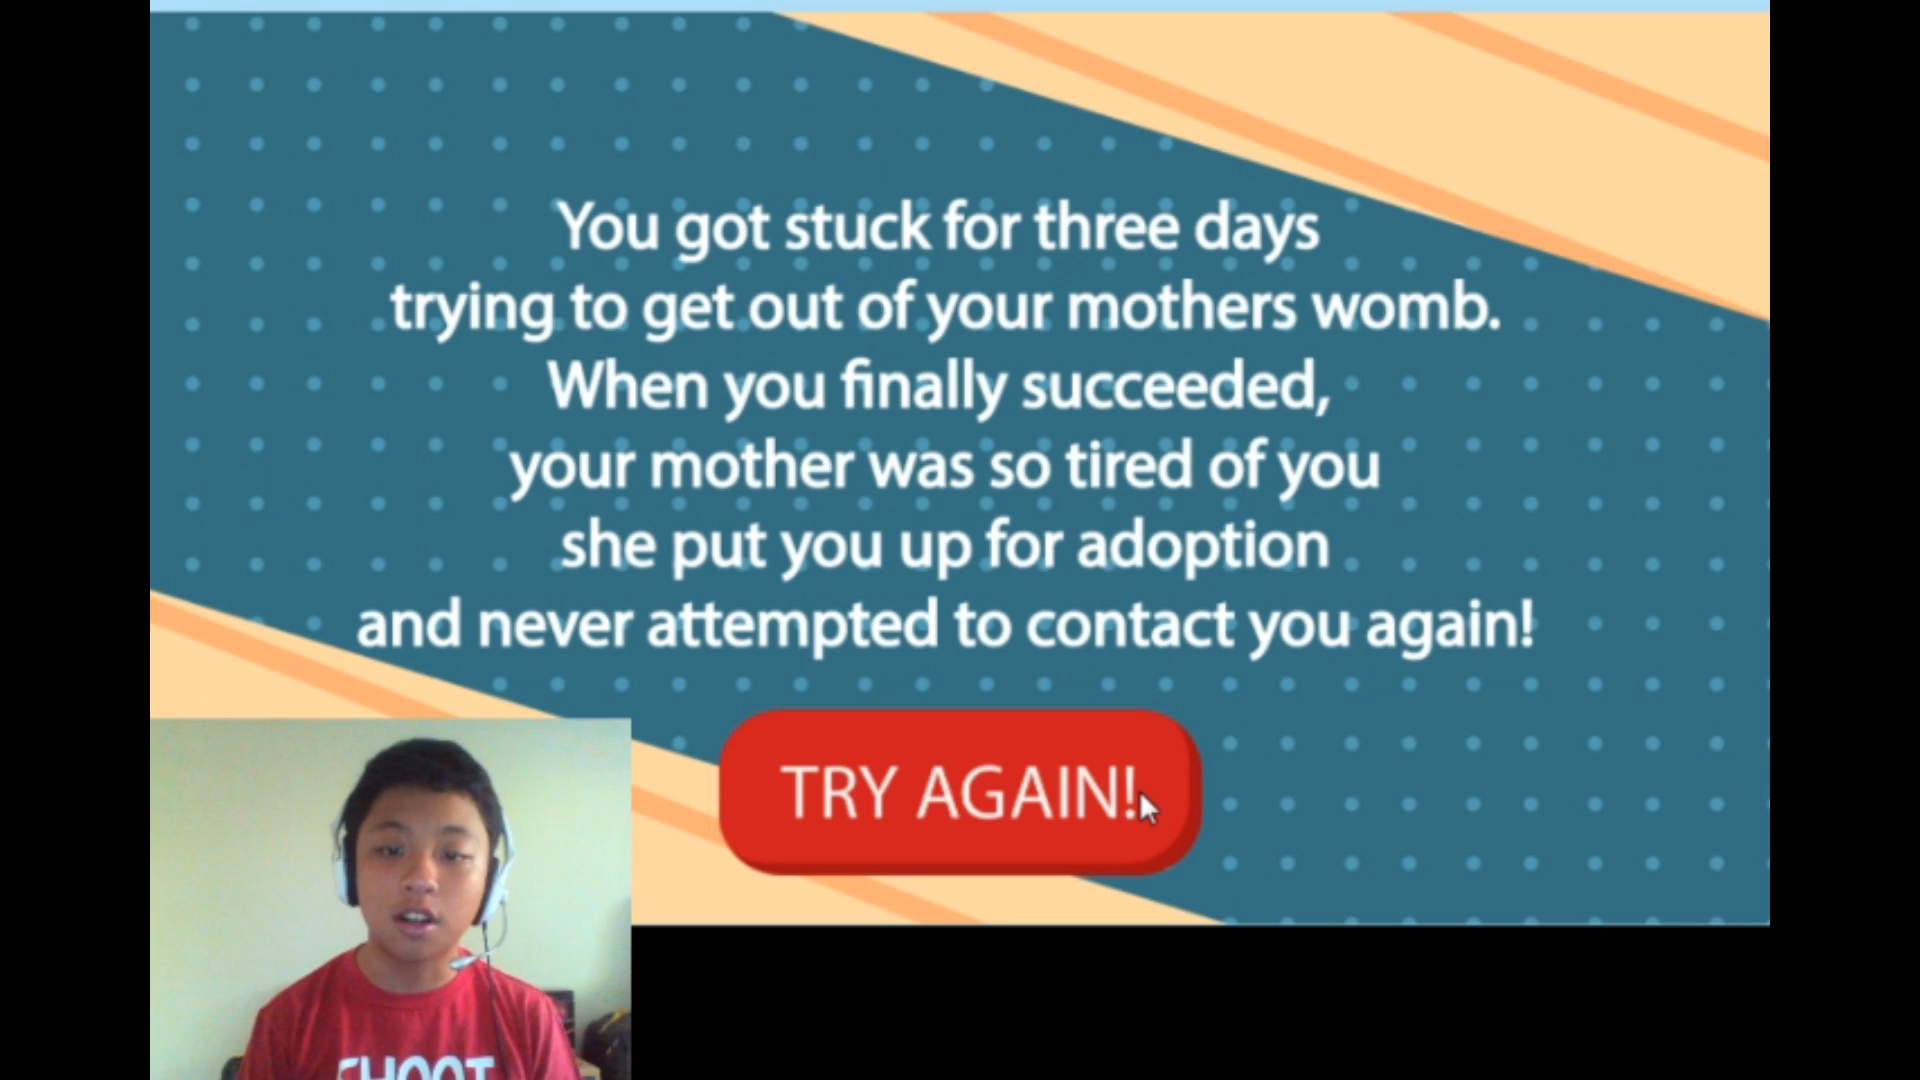 You got stuck for three days
trying to get out of your mothers womb.
When you finally succeeded,
your mother was so tired of you
she put you up for adoption
and never attempted to contact you again!
TRY AGAIN!
SHOOT